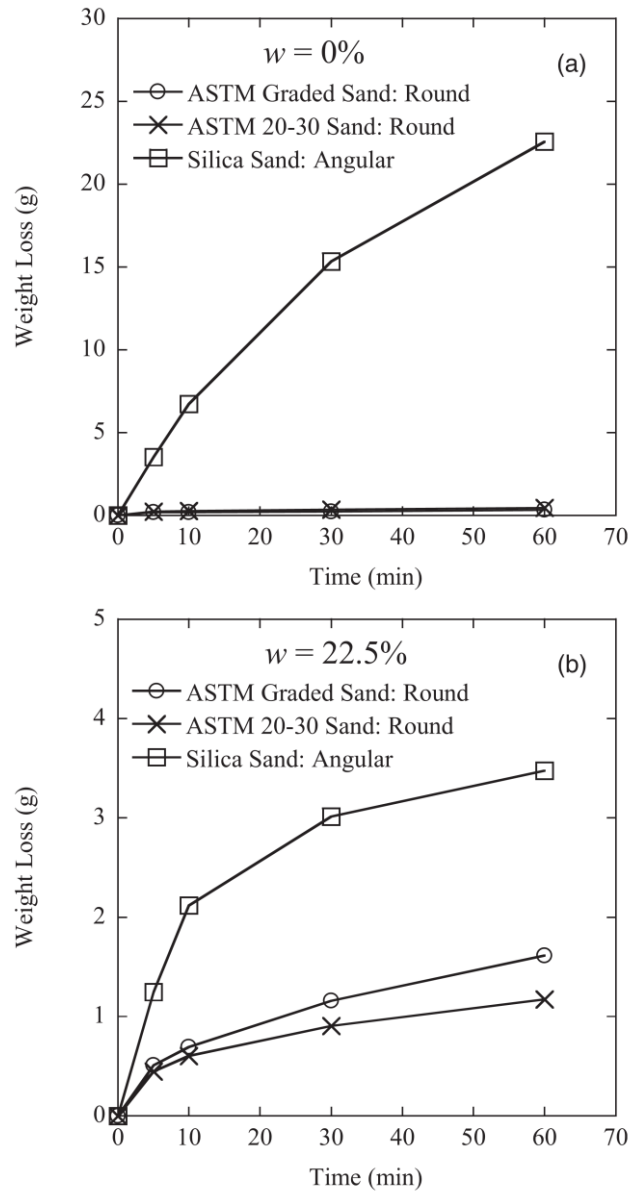 30
w = 0%
(a)
ASTM Graded Sand: Round
25
ASTM 20-30 Sand: Round
Silica Sand: Angular
20
Weight Loss (g)
15
10
5
0
0 10 20 30 40 50 60 70
Time (min)
5
w = 22.5%
(b)
ASTM Graded Sand: Round
4
ASTM 20-30 Sand: Round
Silica Sand: Angular
3
Weight Loss (g)
2
1
0
0 10 20 30 40 50 60 70
Time (min)